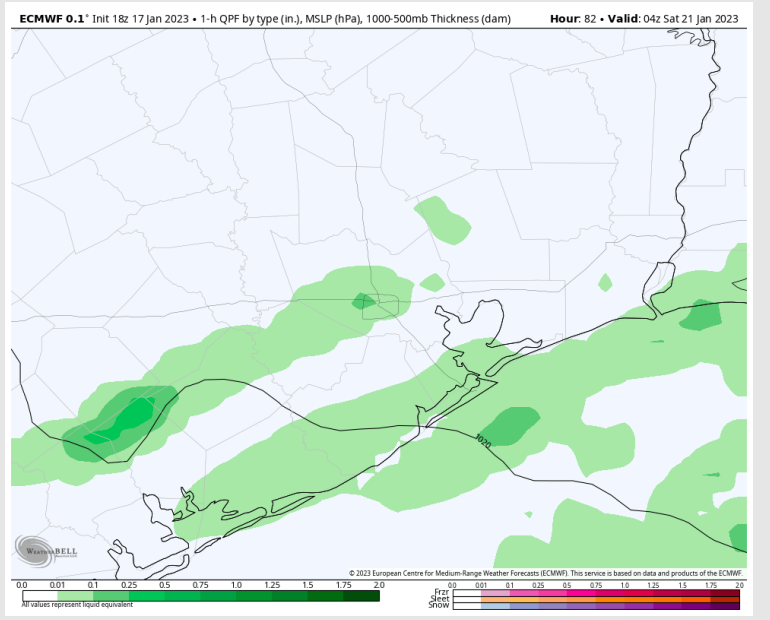 ECMWF 0.1° Init 18z 17 Jan 2023 • 1-h QPF by type (in.), MSLP (hPa), 1000-500mb Thickness (dam) Hour: 82 • Valid: 04z Sat 21 Jan 2023
1020
WEATHERBELL
© 2023 European Centre for Medium-Range Weather Forecasts (ECMWF). This service is based on data and products of the ECMWF.
0.0 0.01 0.1 0.25 0.5 0.75 1.0 1.25 1.5 1.75 2.0
0.0 0.01 0.1 0.25 0.5 0.75 1.0 1.25 1.5 1.75 2.0
Frzr
Sleet
Snow
All values represent liquid equivalent